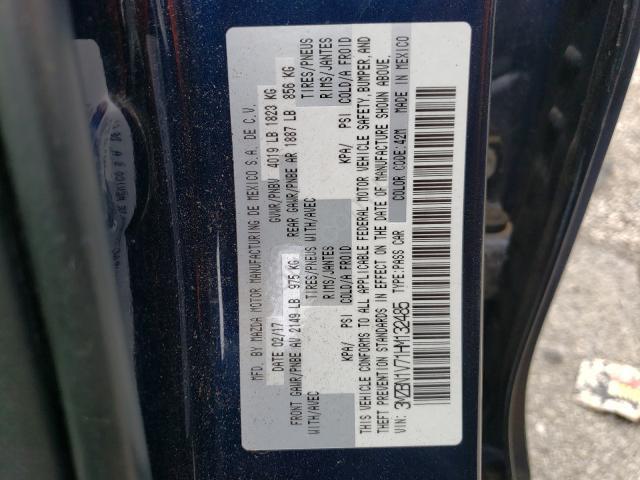 MFD. BY MAZDA MOTOR MANUFACTURING DE MEXICO S.A. DE C.V.
DATE 02/17 GVWR/PNBV 4019 LB 1823 KG
FRONT GAWR/PNBE AV 2149 LB 975 KG REAR GAWR/PNBE AR 1887 LB 856 KG
WITH/AVEC TIRES/PNEUS WITH/AVEC TIRES/PNEUS
RIMS/JANTES RIMS/JANTES
KPA/ PSI COLD/A FROID KPA/ PSI COLD/A FROID
THIS VEHICLE CONFORMS TO ALL APPLICABLE FEDERAL MOTOR VEHICLE SAFETY, BUMPER, AND
THEFT PREVENTION STANDARDS IN EFFECT ON THE DATE OF MANUFACTURE SHOWN ABOVE.
VIN: 3MZBN1V71HM132485 TYPE:PASS CAR COLOR CODE:42M MADE IN MEXICO